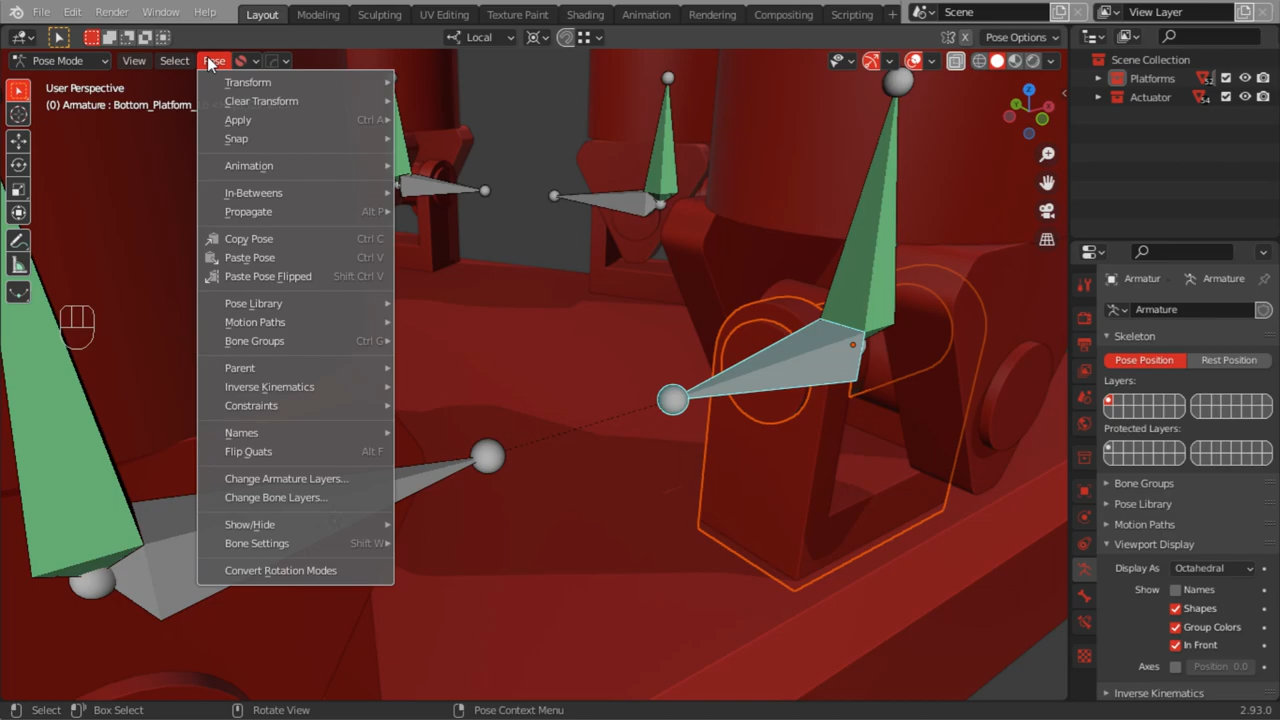 File Edit Render Window Help Layout Modeling Sculpting UV Editing Texture Paint Shading Animation Rendering Compositing Scripting + Scene View Layer
Local Pose Options
Pose Mode View Select Pose
User Perspective
(0) Armature : Bottom_Platform_
Transform
Clear Transform
Apply Ctrl A
Snap
Animation
In-Betweens
Propagate Alt P
Copy Pose Ctrl C
Paste Pose Ctrl V
Paste Pose Flipped Shift Ctrl V
Pose Library
Motion Paths
Bone Groups Ctrl G
Parent
Inverse Kinematics
Constraints
Names
Flip Quats Alt F
Change Armature Layers...
Change Bone Layers...
Show/Hide
Bone Settings Shift W
Convert Rotation Modes
Scene Collection
Platforms 52
Actuator 54
Armatur Armature
Armature
Skeleton
Pose Position Rest Position
Layers:
Protected Layers:
Bone Groups
Pose Library
Motion Paths
Viewport Display
Display As Octahedral
Show Names
Shapes
Group Colors
In Front
Axes Position 0.0
Inverse Kinematics
Select Box Select Rotate View Pose Context Menu 2.93.0